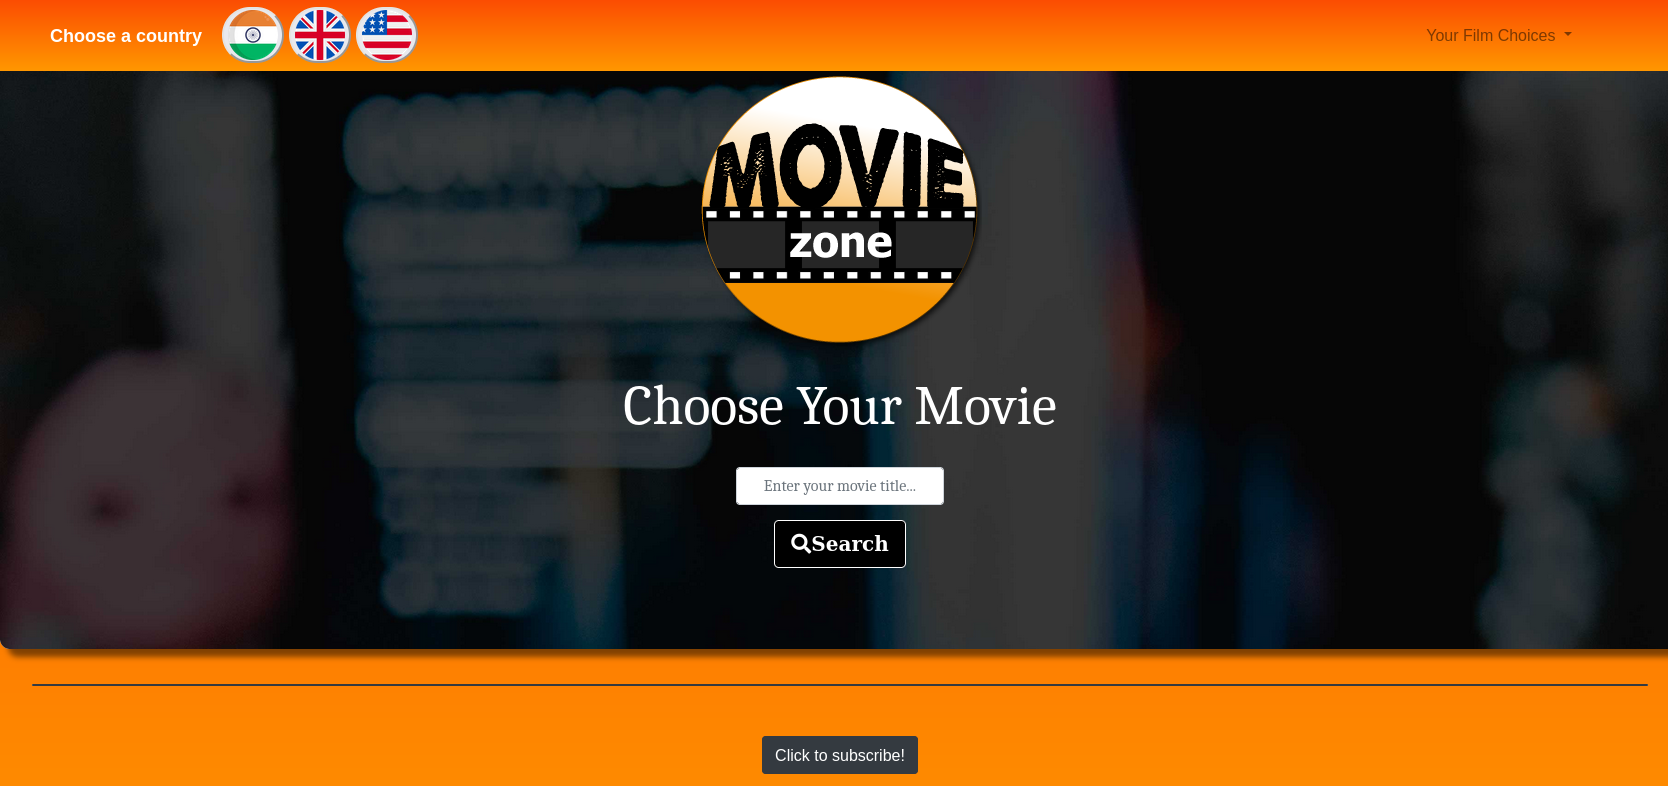 Choose a country
Your Film Choices
MOVIE
zone
Choose Your Movie
Enter your movie title...
Search
Click to subscribe!